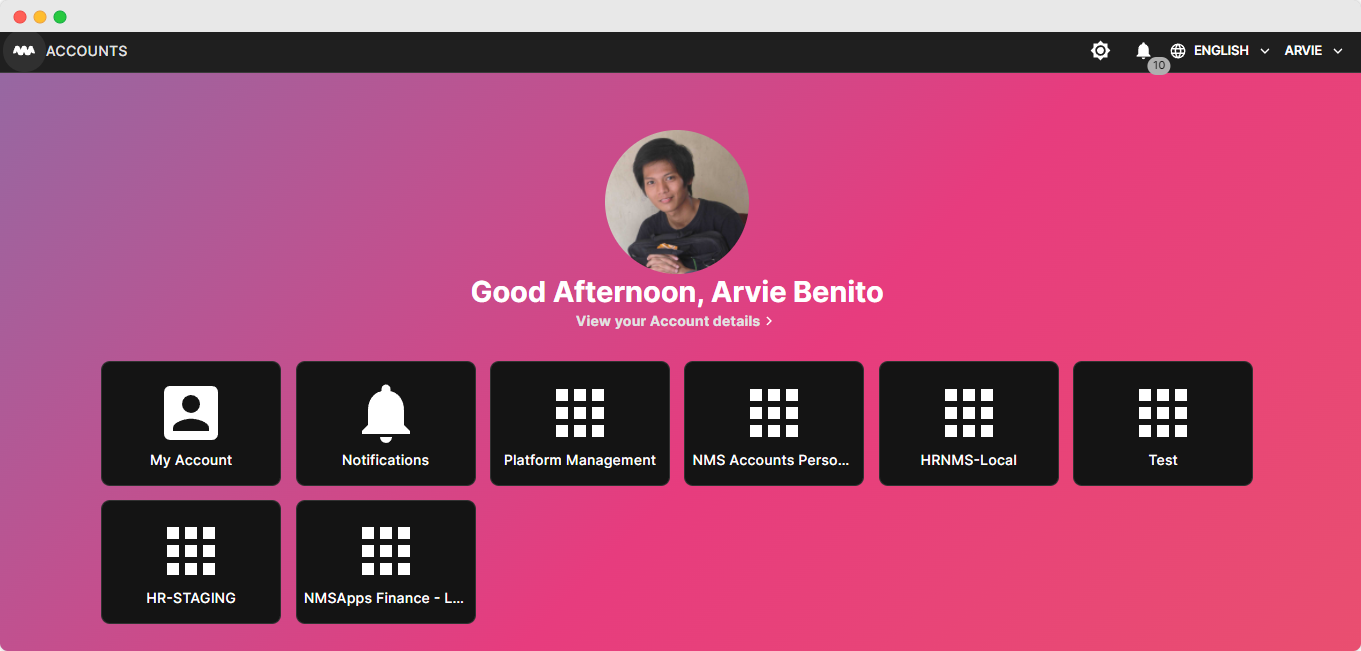 ACCOUNTS
10
ENGLISH
ARVIE
Good Afternoon, Arvie Benito
View your Account details
My Account
Notifications
Platform Management
NMS Accounts Perso...
HRNMS-Local
Test
HR-STAGING
NMSApps Finance - L...